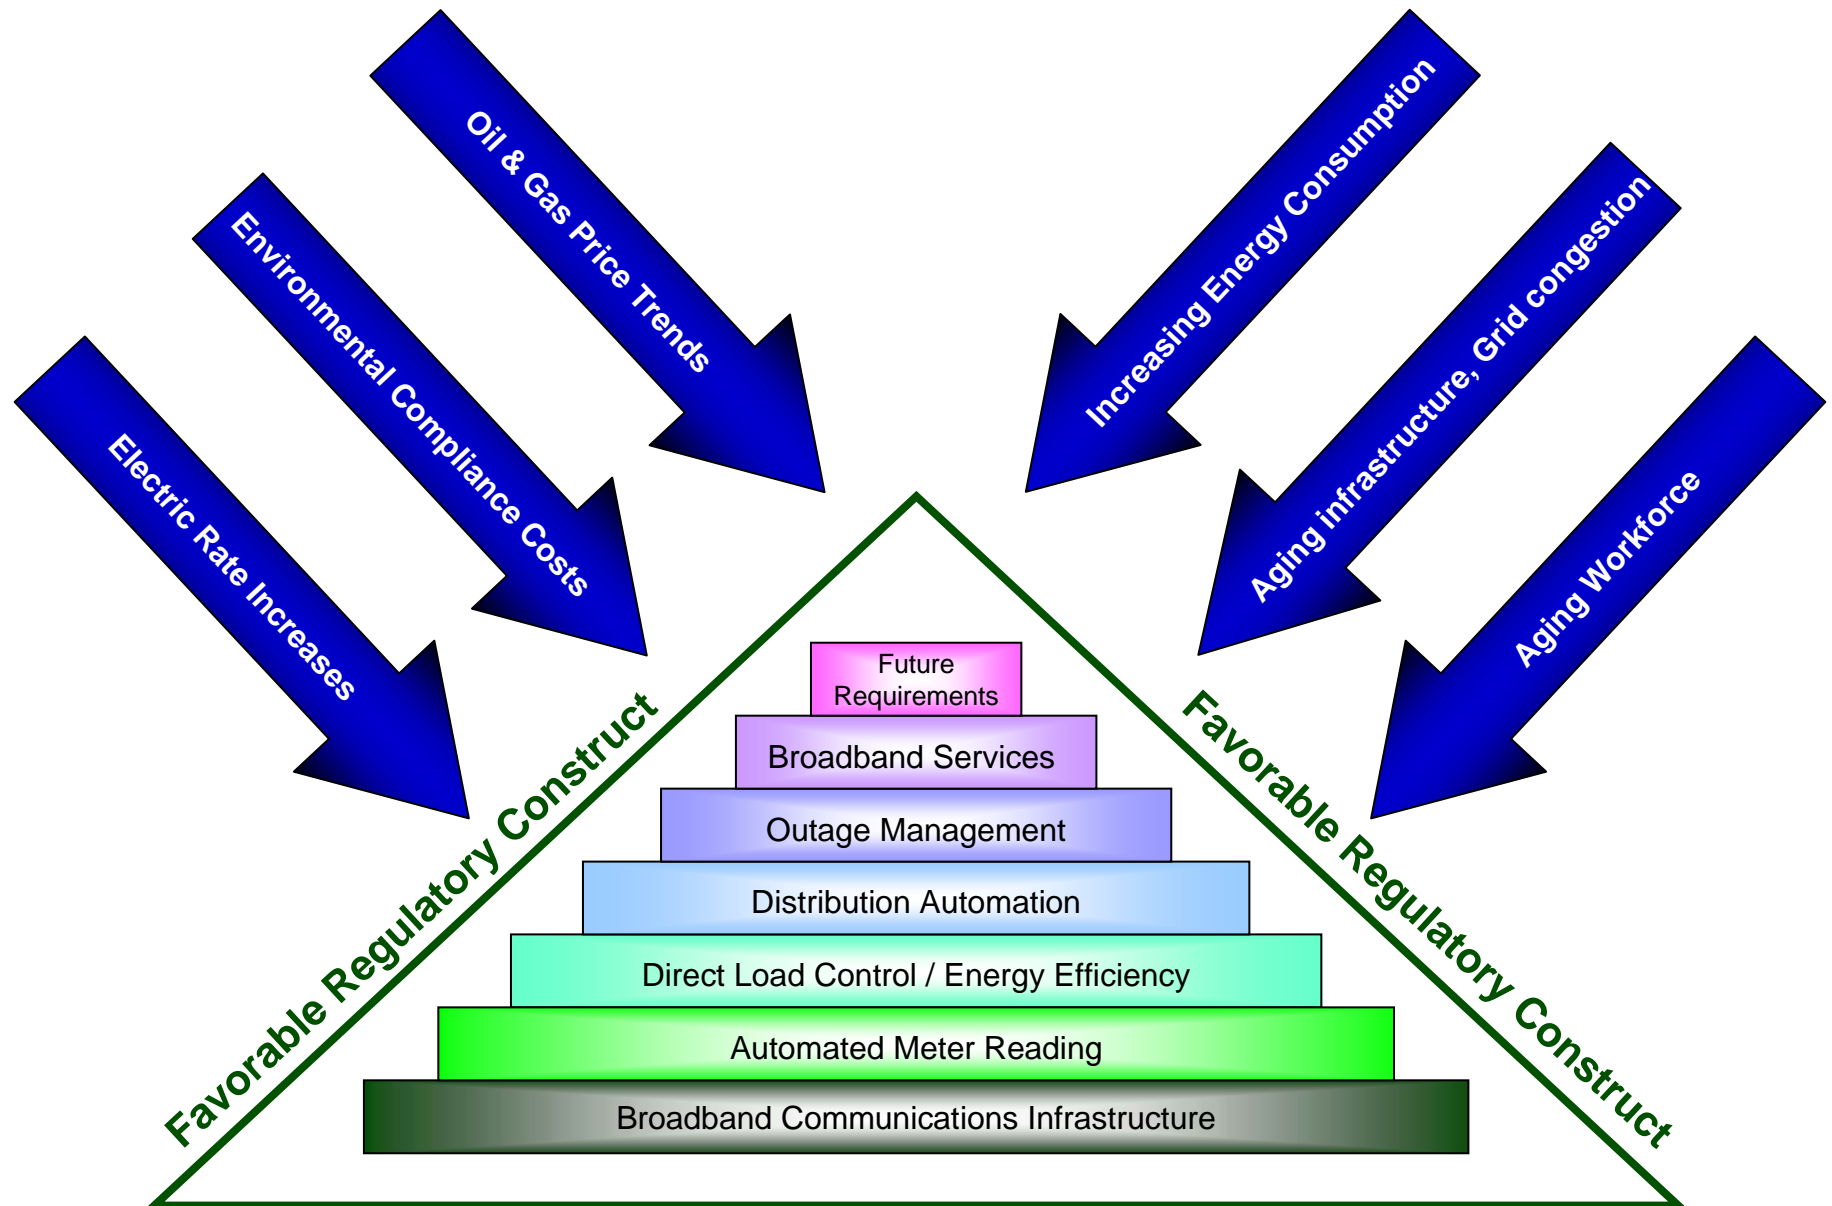 Oil & Gas Price Trends
Environmental Compliance Costs
Electric Rate Increases
Increasing Energy Consumption
Aging infrastructure, Grid congestion
Aging Workforce
Favorable Regulatory Construct
Favorable Regulatory Construct
Future
Requirements
Broadband Services
Outage Management
Distribution Automation
Direct Load Control / Energy Efficiency
Automated Meter Reading
Broadband Communications Infrastructure